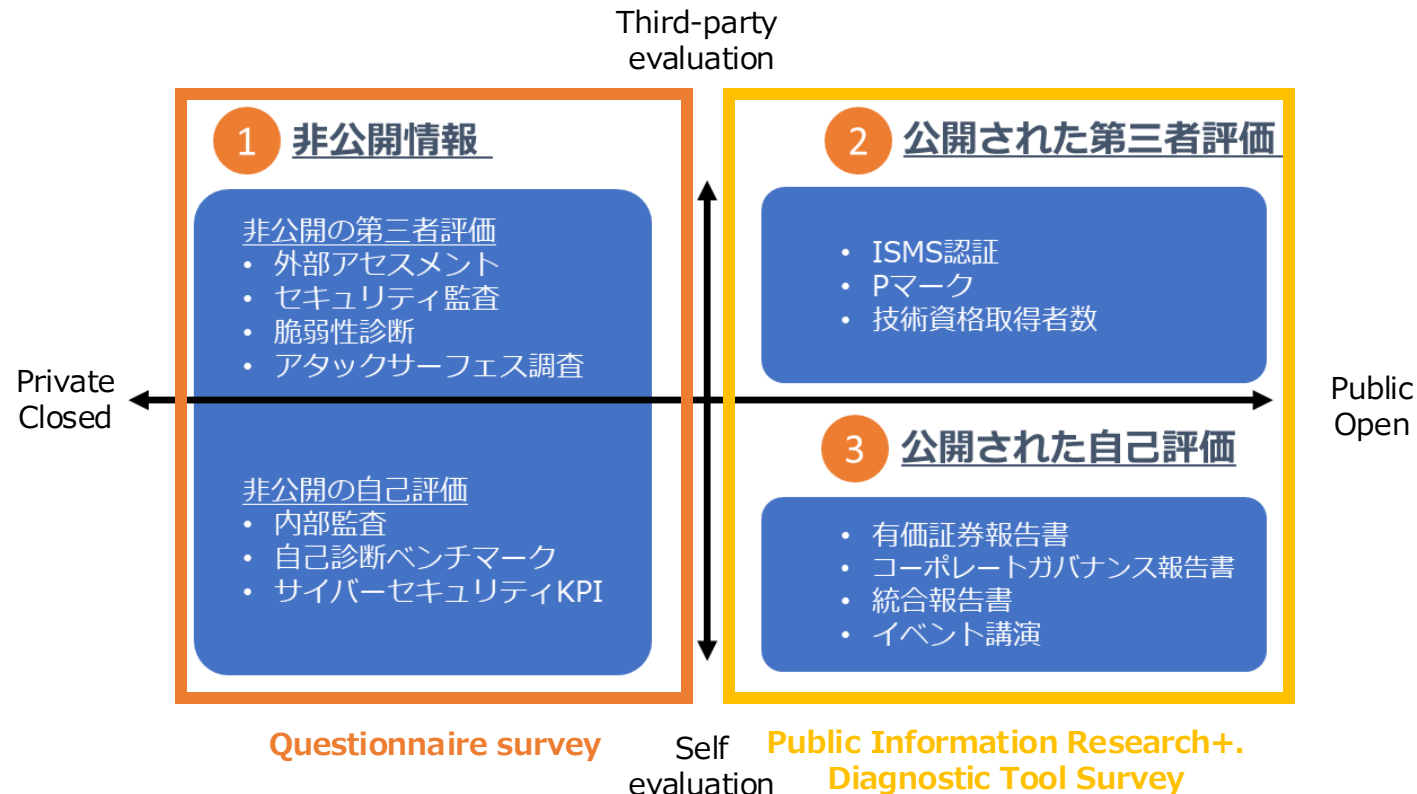 Third-party
evaluation
1 非公開情報
非公開の第三者評価
• 外部アセスメント
• セキュリティ監査
• 脆弱性診断
• アタックサーフェス調査
非公開の自己評価
• 内部監査
• 自己診断ベンチマーク
• サイバーセキュリティKPI
2 公開された第三者評価
• ISMS認証
• Pマーク
• 技術資格取得者数
3 公開された自己評価
• 有価証券報告書
• コーポレートガバナンス報告書
• 統合報告書
• イベント講演
Private
Closed
Public
Open
Questionnaire survey
Self
evaluation
Public Information Research+.
Diagnostic Tool Survey